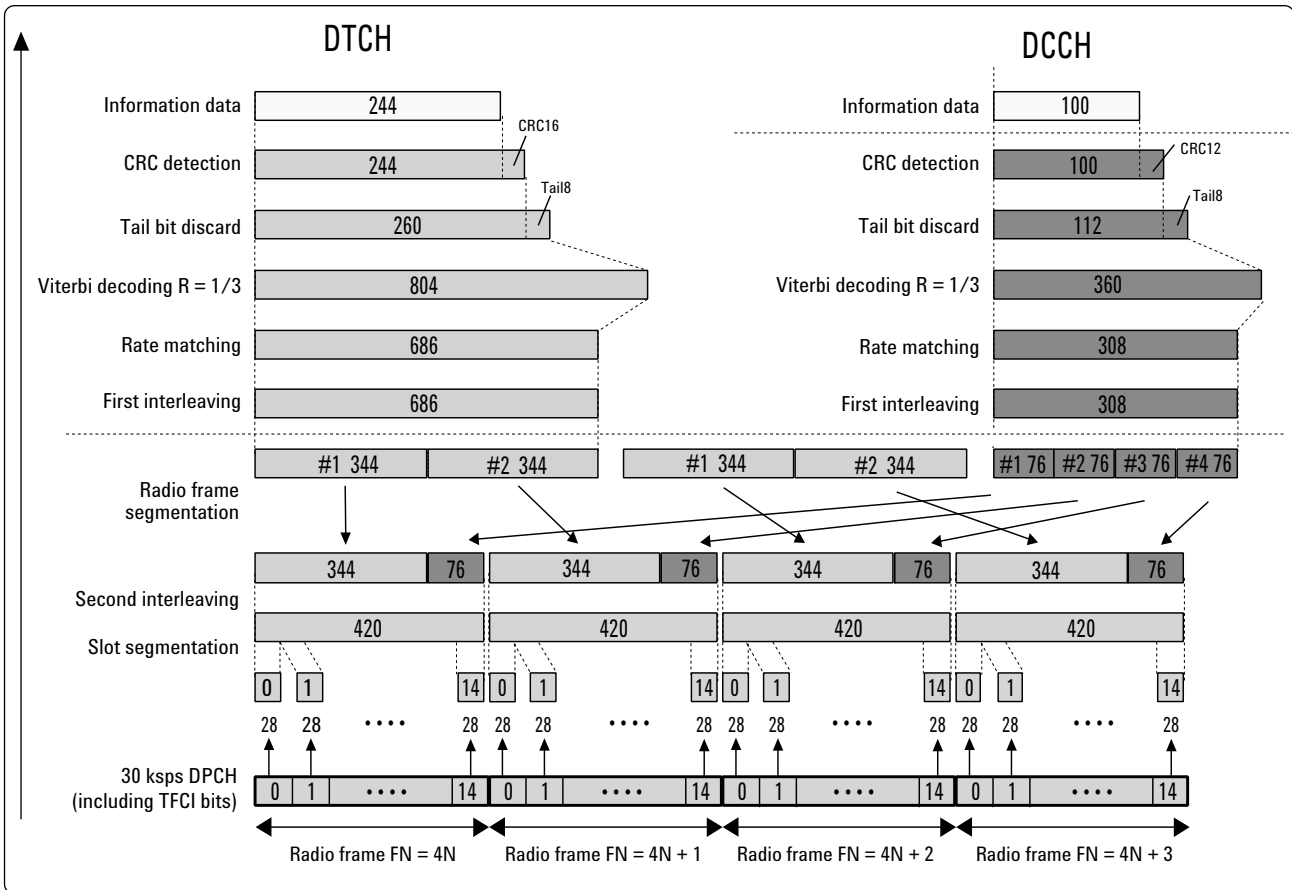 DTCH
DCCH
Information data 244
Information data 100
CRC16
CRC detection 244
CRC12
CRC detection 100
Tail8
Tail bit discard 260
Tail8
Tail bit discard 112
Viterbi decoding R = 1/3 804
Viterbi decoding R = 1/3 360
Rate matching 686
Rate matching 308
First interleaving 686
First interleaving 308
#1 344 #2 344 #1 344 #2 344 #1 76 #2 76 #3 76 #4 76
Radio frame
segmentation
344 76 344 76 344 76 344 76
Second interleaving
420 420 420 420
Slot segmentation
0 1 14 0 1 14 0 1 14 0 1 14
28 28 •••• 28 28 28 •••• 28 28 28 •••• 28 28 28 •••• 28
30 ksps DPCH
(including TFCI bits)
0 1 •••• 14 0 1 •••• 14 0 1 •••• 14 0 1 •••• 14
Radio frame FN = 4N Radio frame FN = 4N + 1 Radio frame FN = 4N + 2 Radio frame FN = 4N + 3